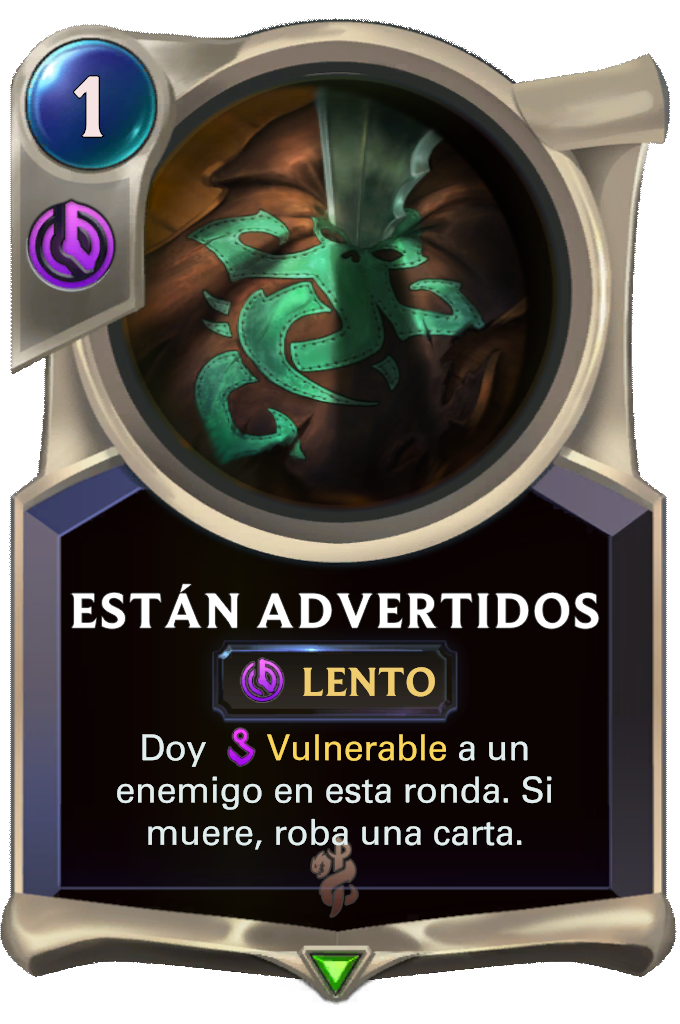 1
ESTÁN ADVERTIDOS
LENTO
Doy Vulnerable a un
enemigo en esta ronda. Si
muere, roba una carta.